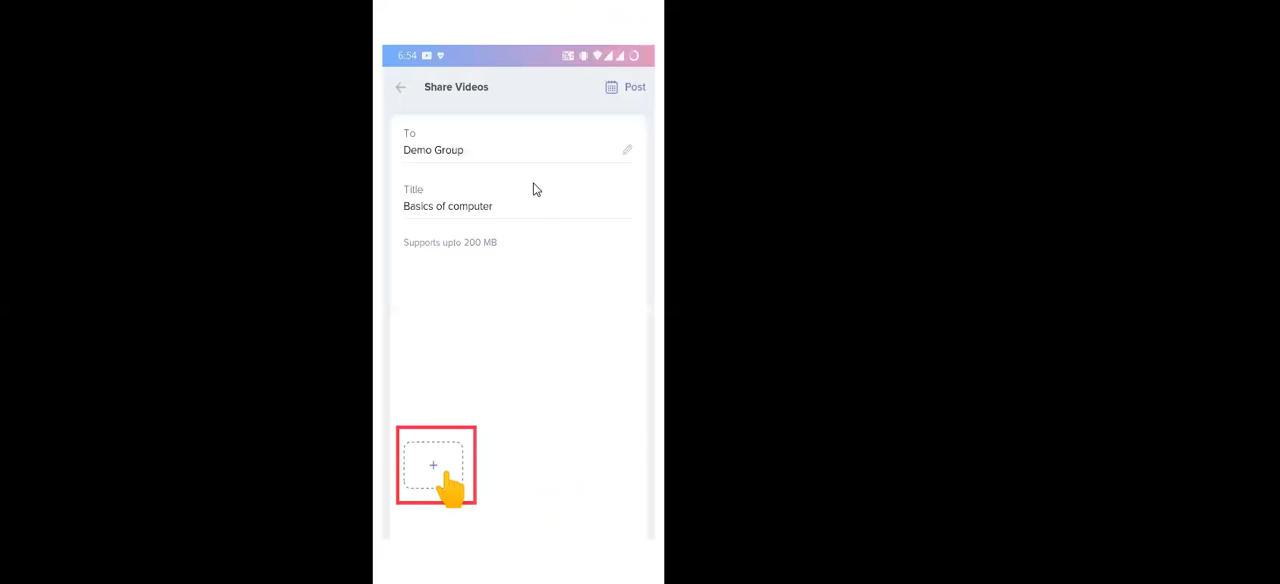 6:54
Share Videos
Post
To
Demo Group
Title
Basics of computer
Supports upto 200 MB
+